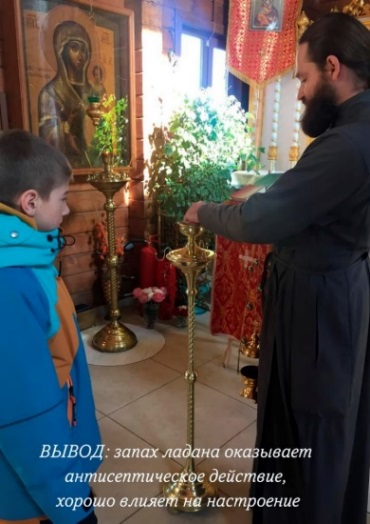 ВЫВОД: запах ладана оказывает
антисептическое действие,
хорошо влияет на настроение